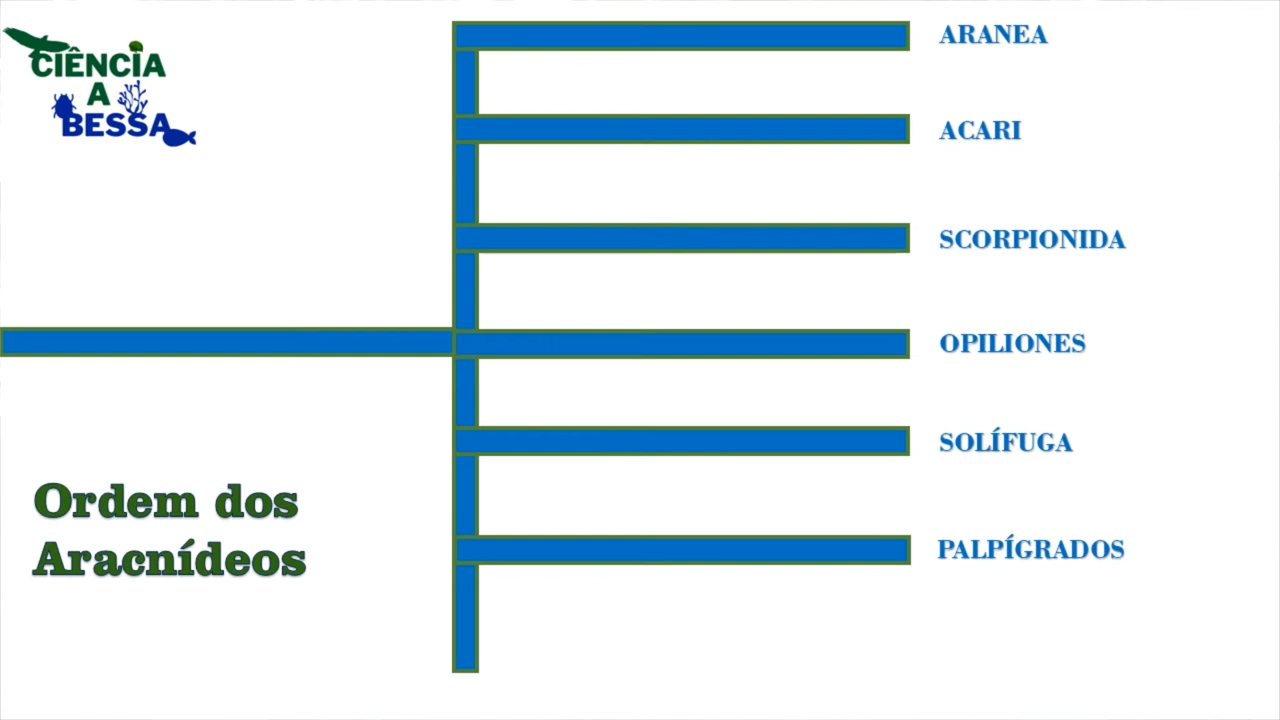 CIÊNCIA
A
BESSA
ARANEA
ACARI
SCORPIONIDA
OPILIONES
SOLÍFUGA
PALPÍGRADOS
Ordem dos
Aracnídeos